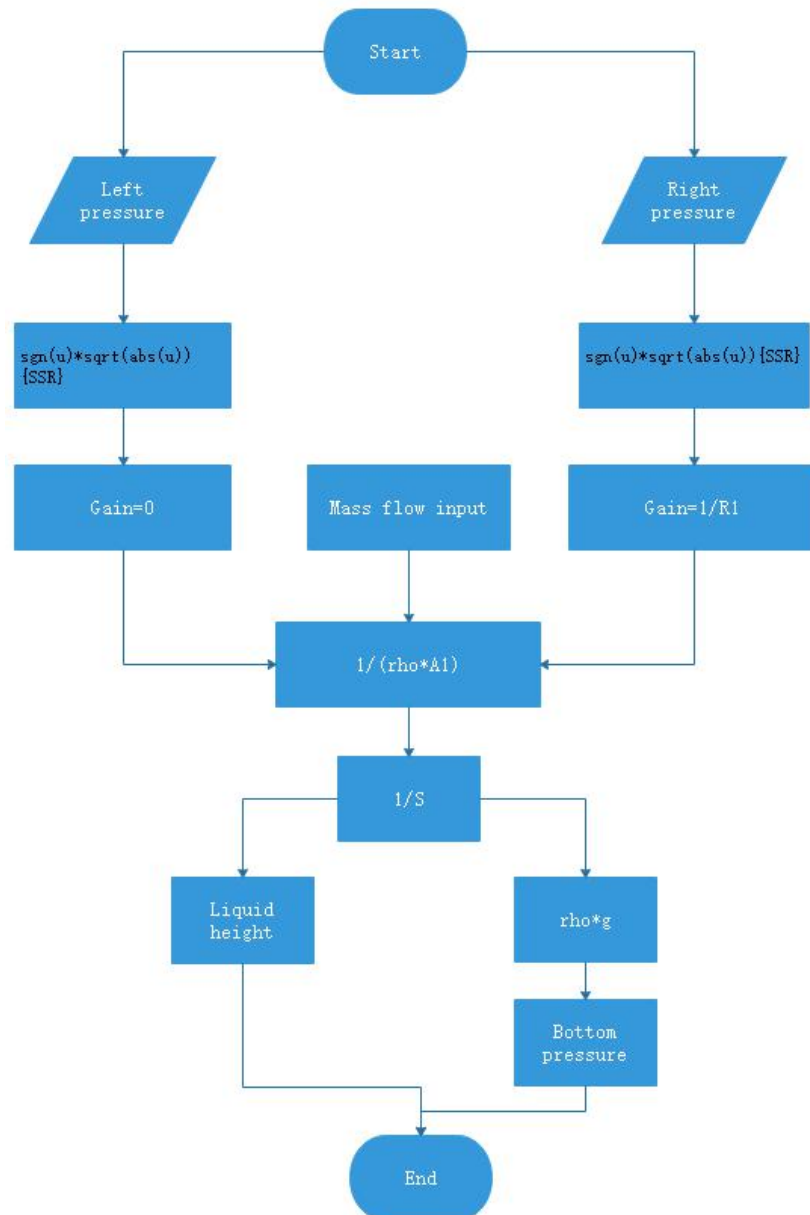 Start
Left
pressure
Right
pressure
sgn(u)*sqrt(abs(u))
{SSR}
sgn(u)*sqrt(abs(u)){SSR}
Gain=0
Mass flow input
Gain=1/R1
1/(rho*A1)
1/S
Liquid
height
rho*g
Bottom
pressure
End